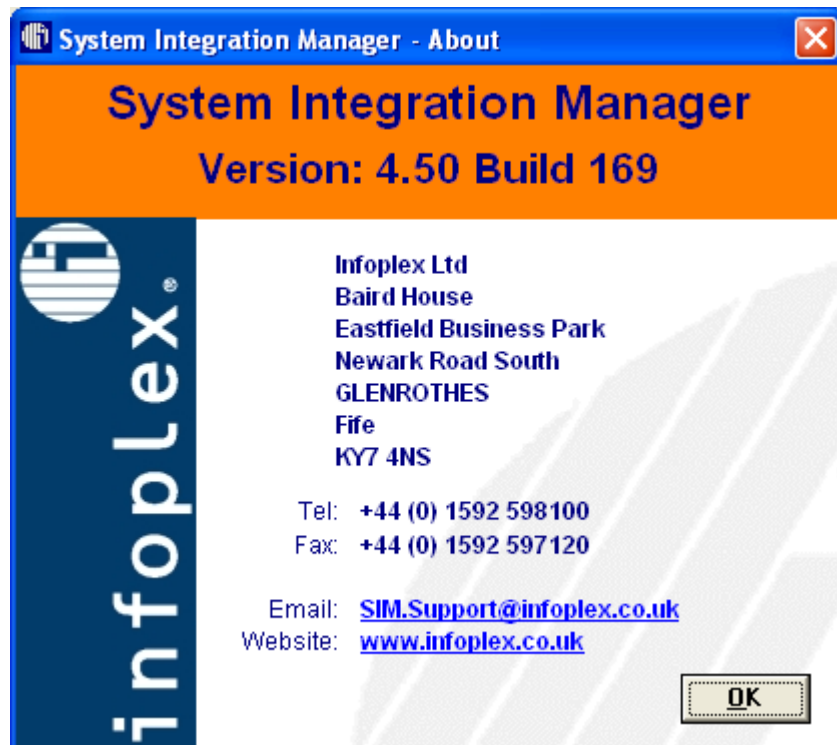 System Integration Manager - About
System Integration Manager
Version: 4.50 Build 169
infoplex®
Infoplex Ltd
Baird House
Eastfield Business Park
Newark Road South
GLENROTHES
Fife
KY7 4NS
Tel: +44 (0) 1592 598100
Fax: +44 (0) 1592 597120
Email: SIM.Support@infoplex.co.uk
Website: www.infoplex.co.uk
OK